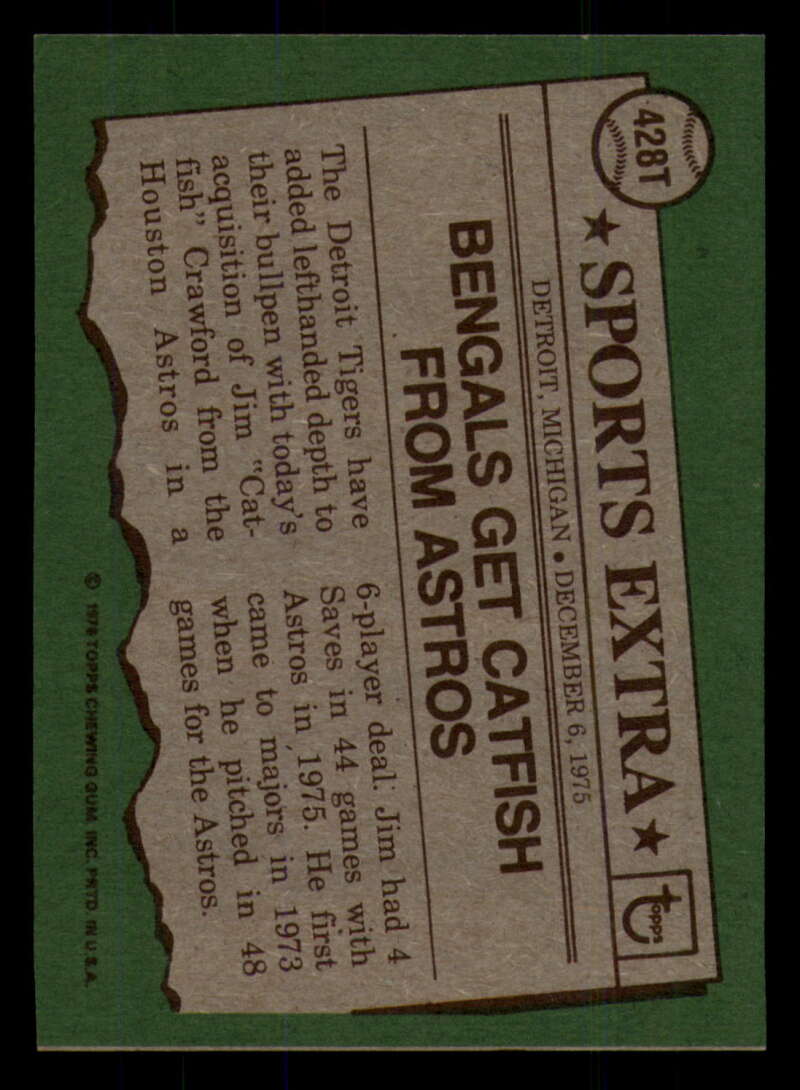 428T
★ SPORTS EXTRA ★
topps
DETROIT, MICHIGAN • DECEMBER 6, 1975
BENGALS GET CATFISH
FROM ASTROS
The Detroit Tigers have
added lefthanded depth to
their bullpen with today's
acquisition of Jim "Cat-
fish" Crawford from the
Houston Astros in a
6-player deal. Jim had 4
Saves in 44 games with
Astros in 1975. He first
came to majors in 1973
when he pitched in 48
games for the Astros.
© 1976 TOPPS CHEWING GUM, INC. PRTD. IN U.S.A.